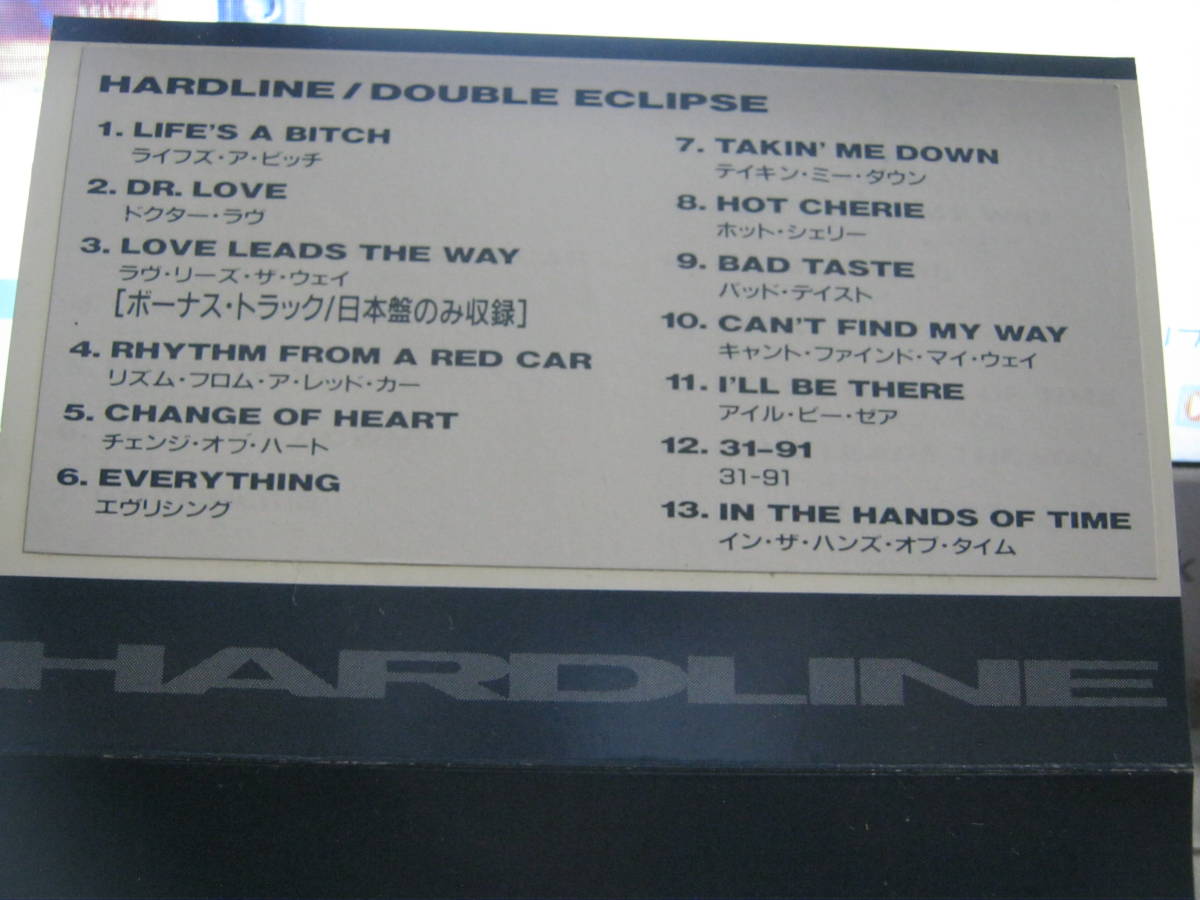 HARDLINE / DOUBLE ECLIPSE
1. LIFE'S A BITCH
ライフズ・ア・ビッチ
2. DR. LOVE
ドクター・ラヴ
3. LOVE LEADS THE WAY
ラヴ・リーズ・ザ・ウェイ
[ボーナス・トラック/日本盤のみ収録]
4. RHYTHM FROM A RED CAR
リズム・フロム・ア・レッド・カー
5. CHANGE OF HEART
チェンジ・オブ・ハート
6. EVERYTHING
エヴリシング
7. TAKIN' ME DOWN
テイキン・ミー・ダウン
8. HOT CHERIE
ホット・シェリー
9. BAD TASTE
バッド・テイスト
10. CAN'T FIND MY WAY
キャント・ファインド・マイ・ウェイ
11. I'LL BE THERE
アイル・ビー・ゼア
12. 31-91
31-91
13. IN THE HANDS OF TIME
イン・ザ・ハンズ・オブ・タイム
HARDLINE